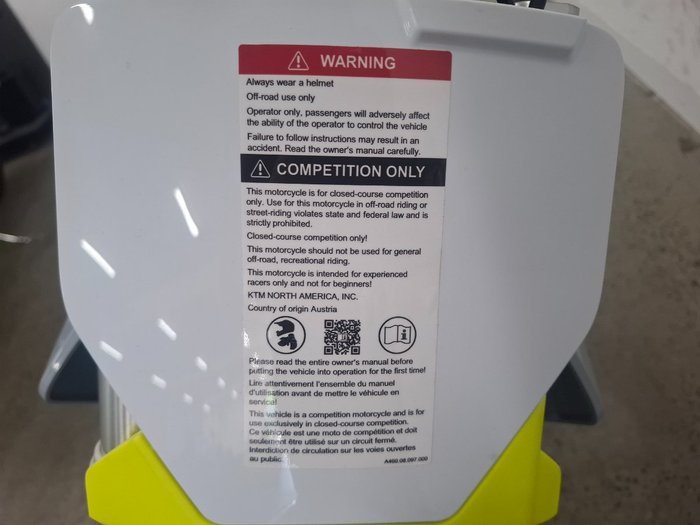 WARNING
Always wear a helmet
Off-road use only
Operator only, passengers will adversely affect
the ability of the operator to control the vehicle
Failure to follow instructions may result in an
accident. Read the owner's manual carefully.
COMPETITION ONLY
This motorcycle is for closed-course competition
only. Use for this motorcycle in off-road riding or
street-riding violates state and federal law and is
strictly prohibited.
Closed-course competition only!
This motorcycle should not be used for general
off-road, recreational riding.
This motorcycle is intended for experienced
racers only and not for beginners!
KTM NORTH AMERICA, INC.
Country of origin Austria
Please read the entire owner's manual before
putting the vehicle into operation for the first time!
Lire attentivement l'ensemble du manuel
d'utilisation avant de mettre le véhicule en
service!
This vehicle is a competition motorcycle and is for
use exclusively in closed-course competition.
Ce véhicule est une moto de compétition et doit
seulement être utilisé sur un circuit fermé.
Interdiction de circulation sur les voies ouvertes
au public.
A460.08.097.000